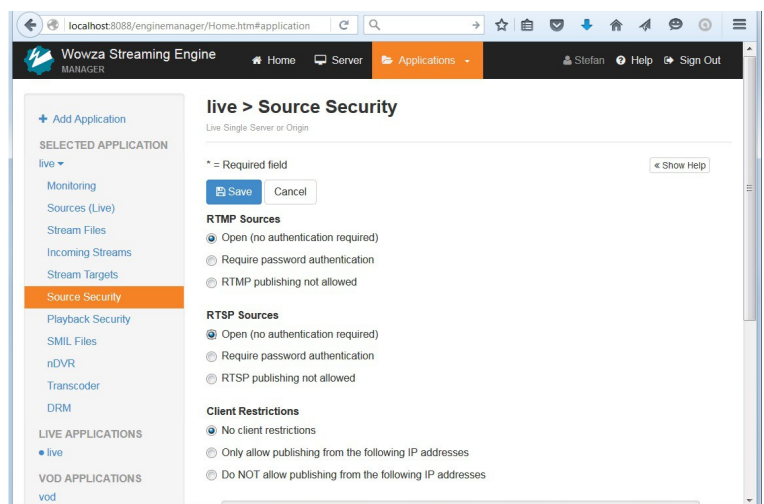 localhost:8088/enginemanager/Home.htm#application
Wowza Streaming Engine
MANAGER
Home
Server
Applications
Stefan
Help
Sign Out
+ Add Application
SELECTED APPLICATION
live
Monitoring
Sources (Live)
Stream Files
Incoming Streams
Stream Targets
Source Security
Playback Security
SMIL Files
nDVR
Transcoder
DRM
LIVE APPLICATIONS
live
VOD APPLICATIONS
vod
live > Source Security
Live Single Server or Origin
* = Required field
« Show Help
Save
Cancel
RTMP Sources
Open (no authentication required)
Require password authentication
RTMP publishing not allowed
RTSP Sources
Open (no authentication required)
Require password authentication
RTSP publishing not allowed
Client Restrictions
No client restrictions
Only allow publishing from the following IP addresses
Do NOT allow publishing from the following IP addresses